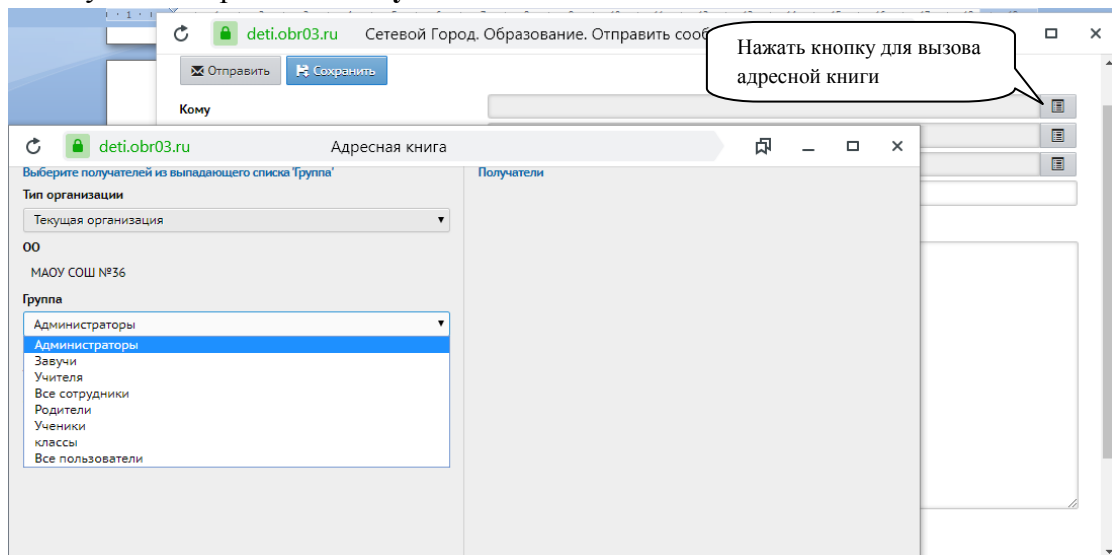 deti.obr03.ru Сетевой Город. Образование. Отправить сооб
Нажать кнопку для вызова
адресной книги
Отправить Сохранить
Кому
deti.obr03.ru Адресная книга
Выберите получателей из выпадающего списка 'Группа'
Получатели
Тип организации
Текущая организация
ОО
МАОУ СОШ №36
Группа
Администраторы
Администраторы
Завучи
Учителя
Все сотрудники
Родители
Ученики
классы
Все пользователи